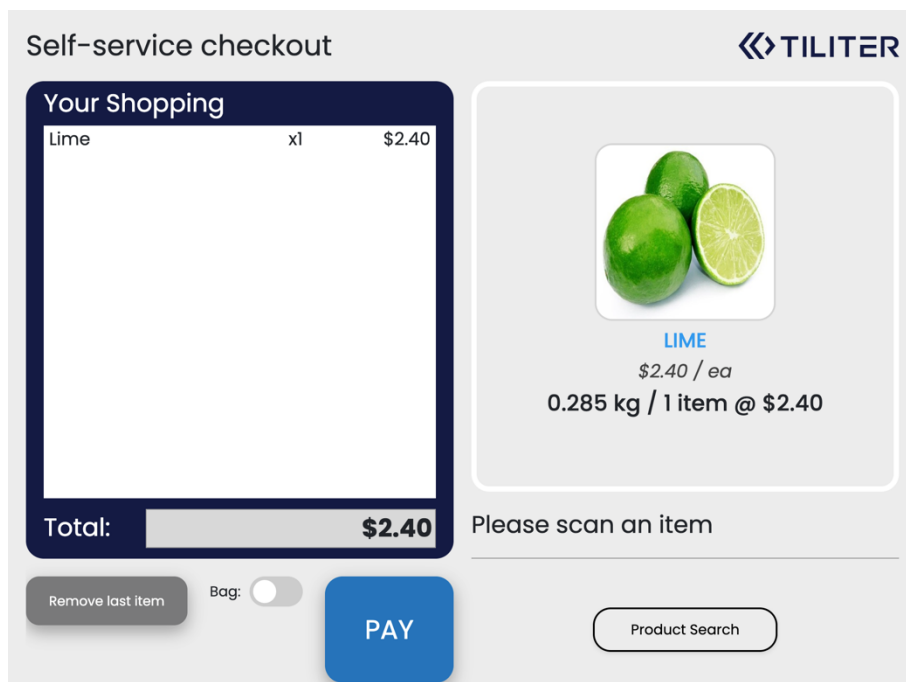 Self-service checkout
TILITER
Your Shopping
Lime x1 $2.40
Total: $2.40
LIME
$2.40 / ea
0.285 kg / 1 item @ $2.40
Please scan an item
Remove last item
Bag:
PAY
Product Search